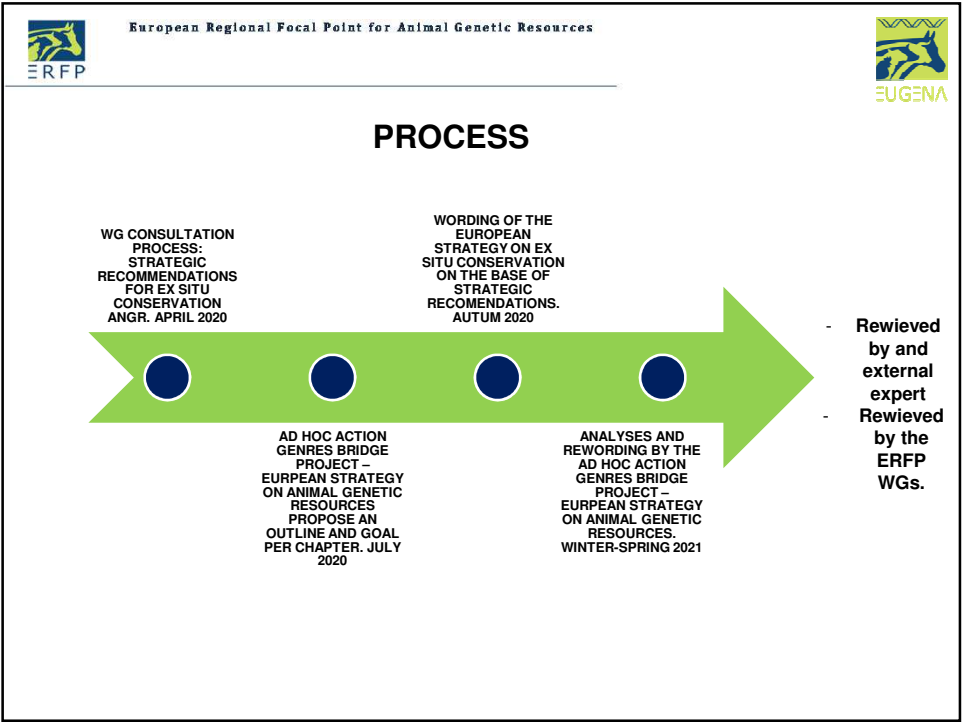 European Regional Focal Point for Animal Genetic Resources
ERFP
EUGENA
PROCESS
WG CONSULTATION
PROCESS:
STRATEGIC
RECOMMENDATIONS
FOR EX SITU
CONSERVATION
ANGR. APRIL 2020
WORDING OF THE
EUROPEAN
STRATEGY ON EX
SITU CONSERVATION
ON THE BASE OF
STRATEGIC
RECOMENDATIONS.
AUTUM 2020
AD HOC ACTION
GENRES BRIDGE
PROJECT –
EURPEAN STRATEGY
ON ANIMAL GENETIC
RESOURCES
PROPOSE AN
OUTLINE AND GOAL
PER CHAPTER. JULY
2020
ANALYSES AND
REWORDING BY THE
AD HOC ACTION
GENRES BRIDGE
PROJECT –
EURPEAN STRATEGY
ON ANIMAL GENETIC
RESOURCES.
WINTER-SPRING 2021
- Rewieved
by and
external
expert
- Rewieved
by the
ERFP
WGs.